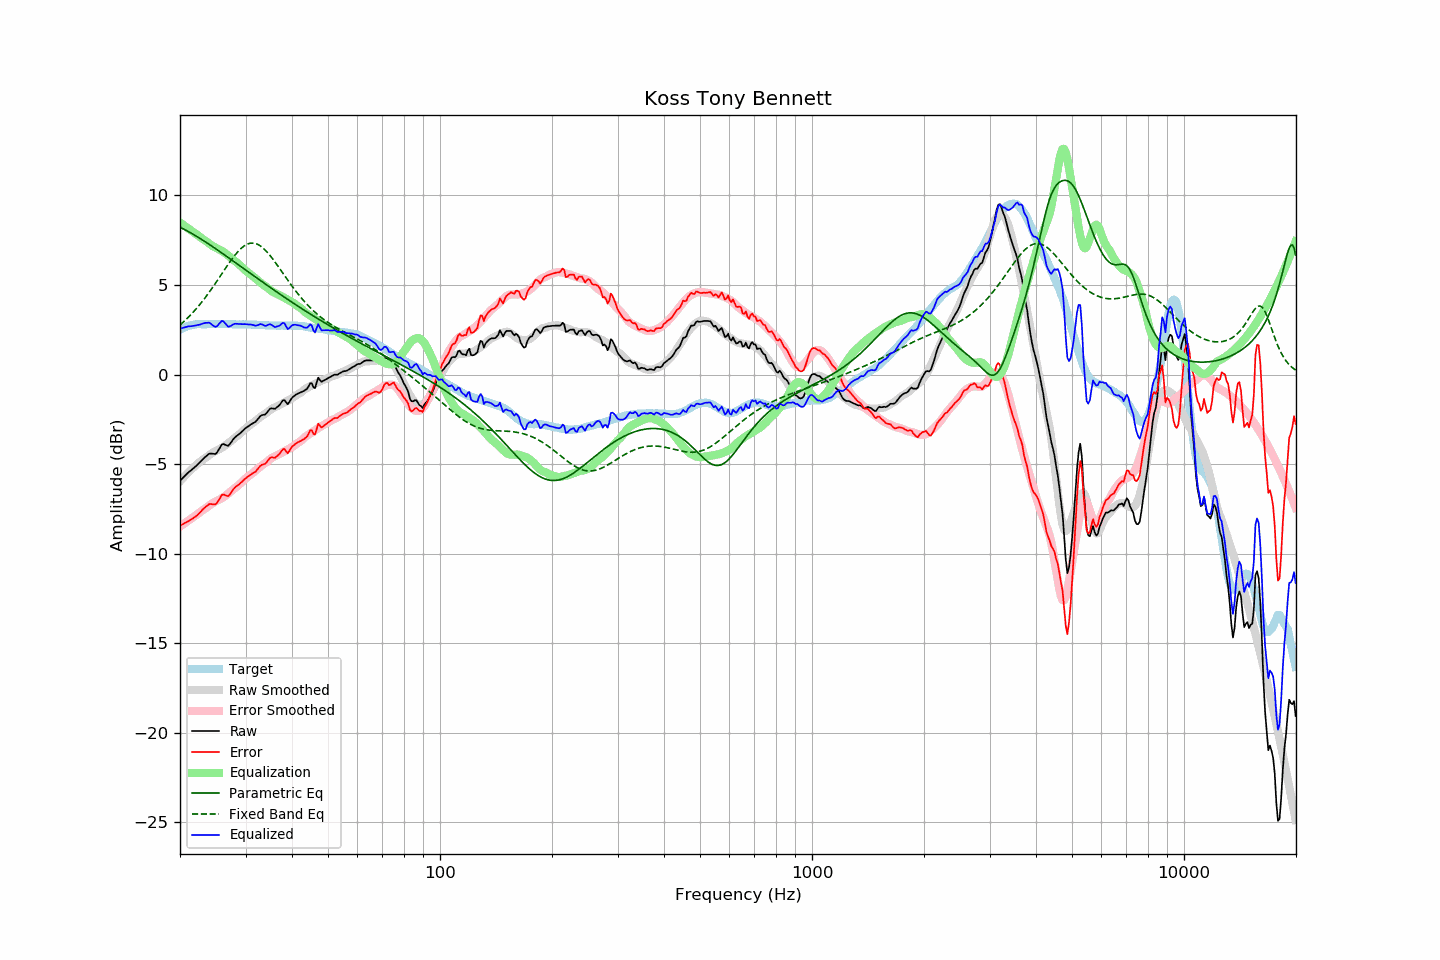 Koss Tony Bennett
Amplitude (dBr)
10
5
0
−5
−10
−15
−20
−25
Target
Raw Smoothed
Error Smoothed
Raw
Error
Equalization
Parametric Eq
Fixed Band Eq
Equalized
100
1000
10000
Frequency (Hz)